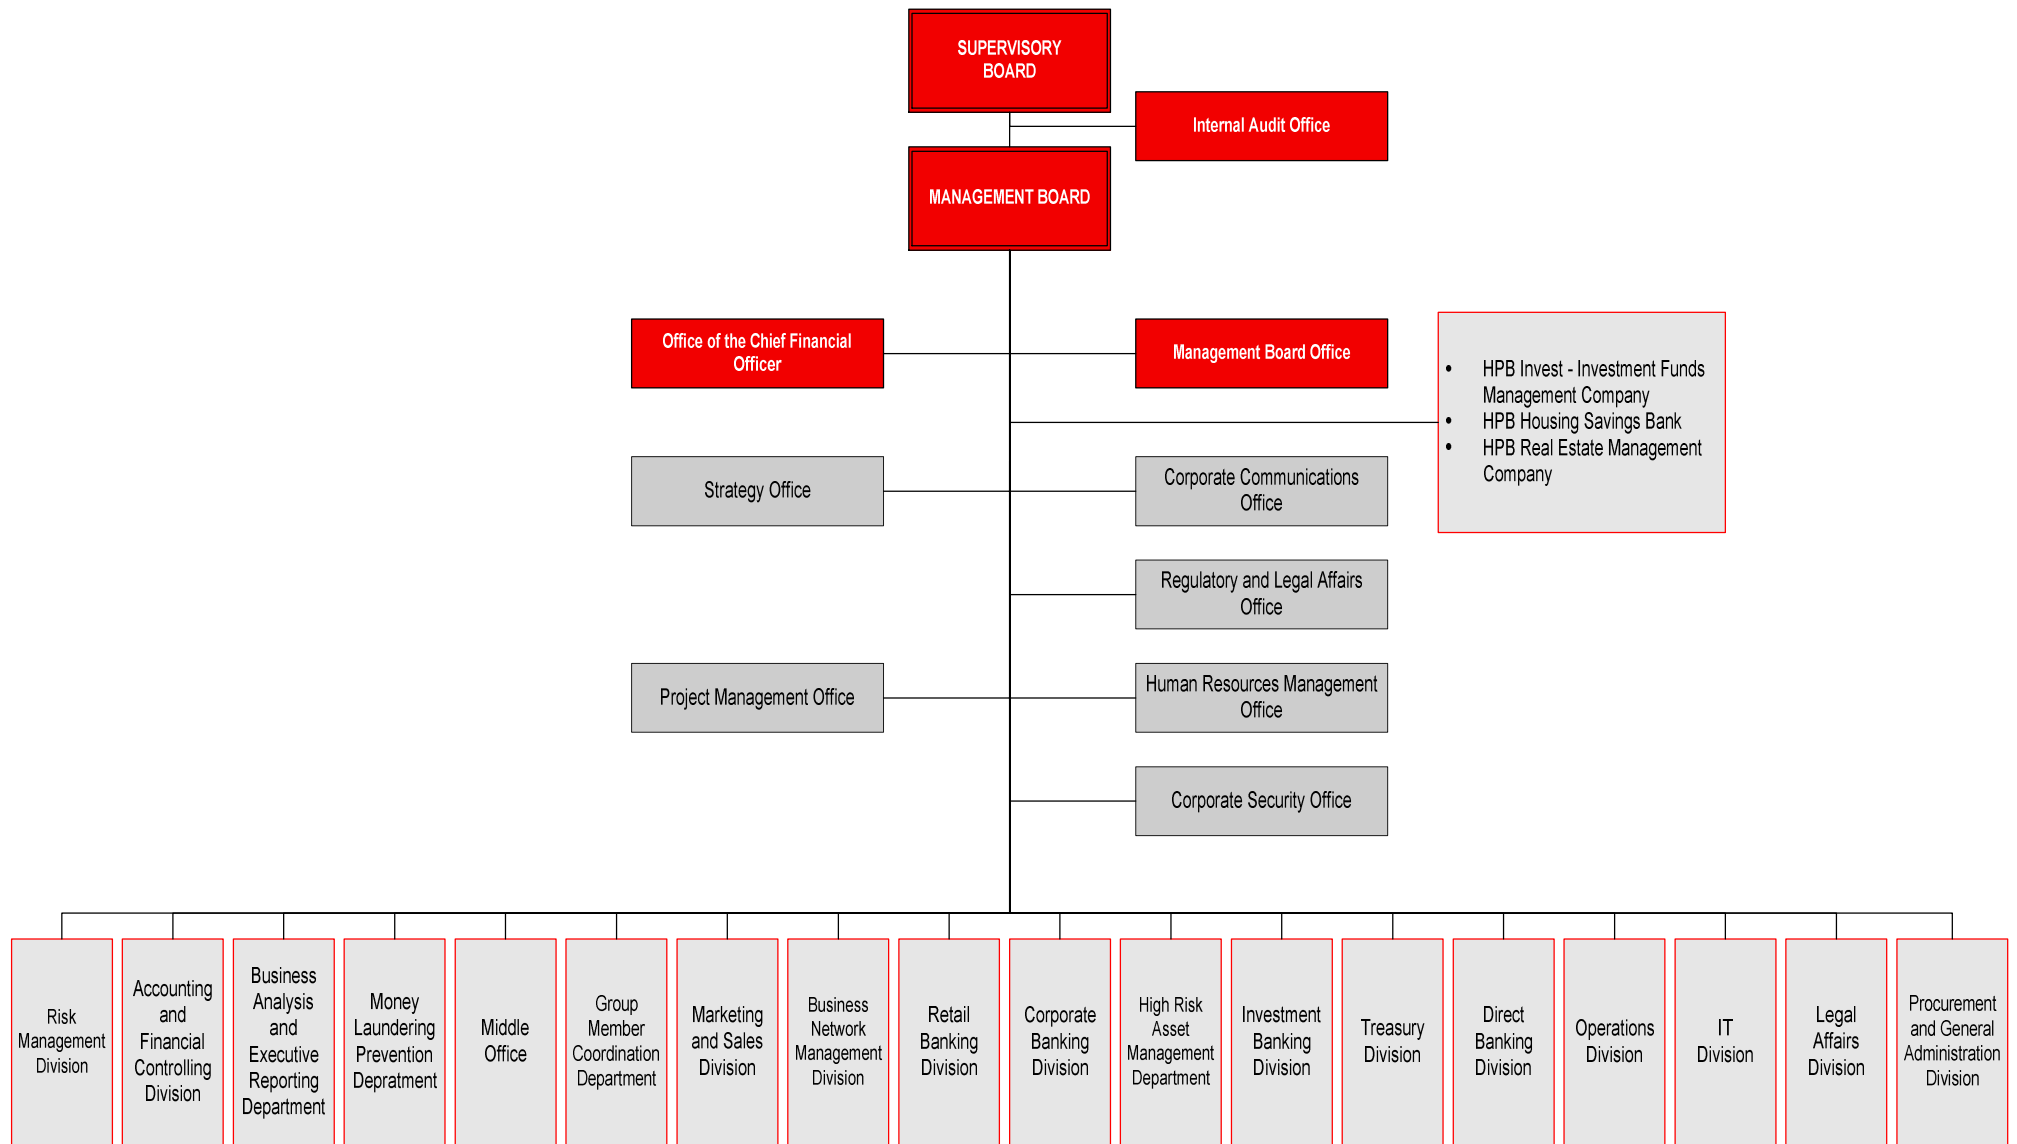 SUPERVISORY
BOARD
Internal Audit Office
MANAGEMENT BOARD
Office of the Chief Financial
Officer
Management Board Office
• HPB Invest - Investment Funds
Management Company
• HPB Housing Savings Bank
• HPB Real Estate Management
Company
Strategy Office
Corporate Communications
Office
Regulatory and Legal Affairs
Office
Project Management Office
Human Resources Management
Office
Corporate Security Office
Risk
Management
Division
Accounting
and
Financial
Controlling
Division
Business
Analysis
and
Executive
Reporting
Department
Money
Laundering
Prevention
Depratment
Middle
Office
Group
Member
Coordination
Department
Marketing
and Sales
Division
Business
Network
Management
Division
Retail
Banking
Division
Corporate
Banking
Division
High Risk
Asset
Management
Department
Investment
Banking
Division
Treasury
Division
Direct
Banking
Division
Operations
Division
IT
Division
Legal
Affairs
Division
Procurement
and General
Administration
Division